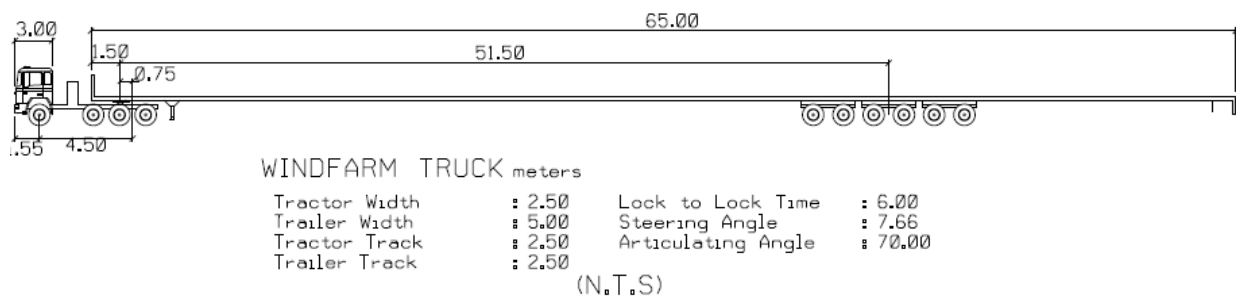 65.00
3.00
1.50
51.50
0.75
.55
4.50
WINDFARM TRUCK meters
Tractor Width : 2.50 Lock to Lock Time : 6.00
Trailer Width : 5.00 Steering Angle : 7.66
Tractor Track : 2.50 Articulating Angle : 70.00
Trailer Track : 2.50
(N.T.S)